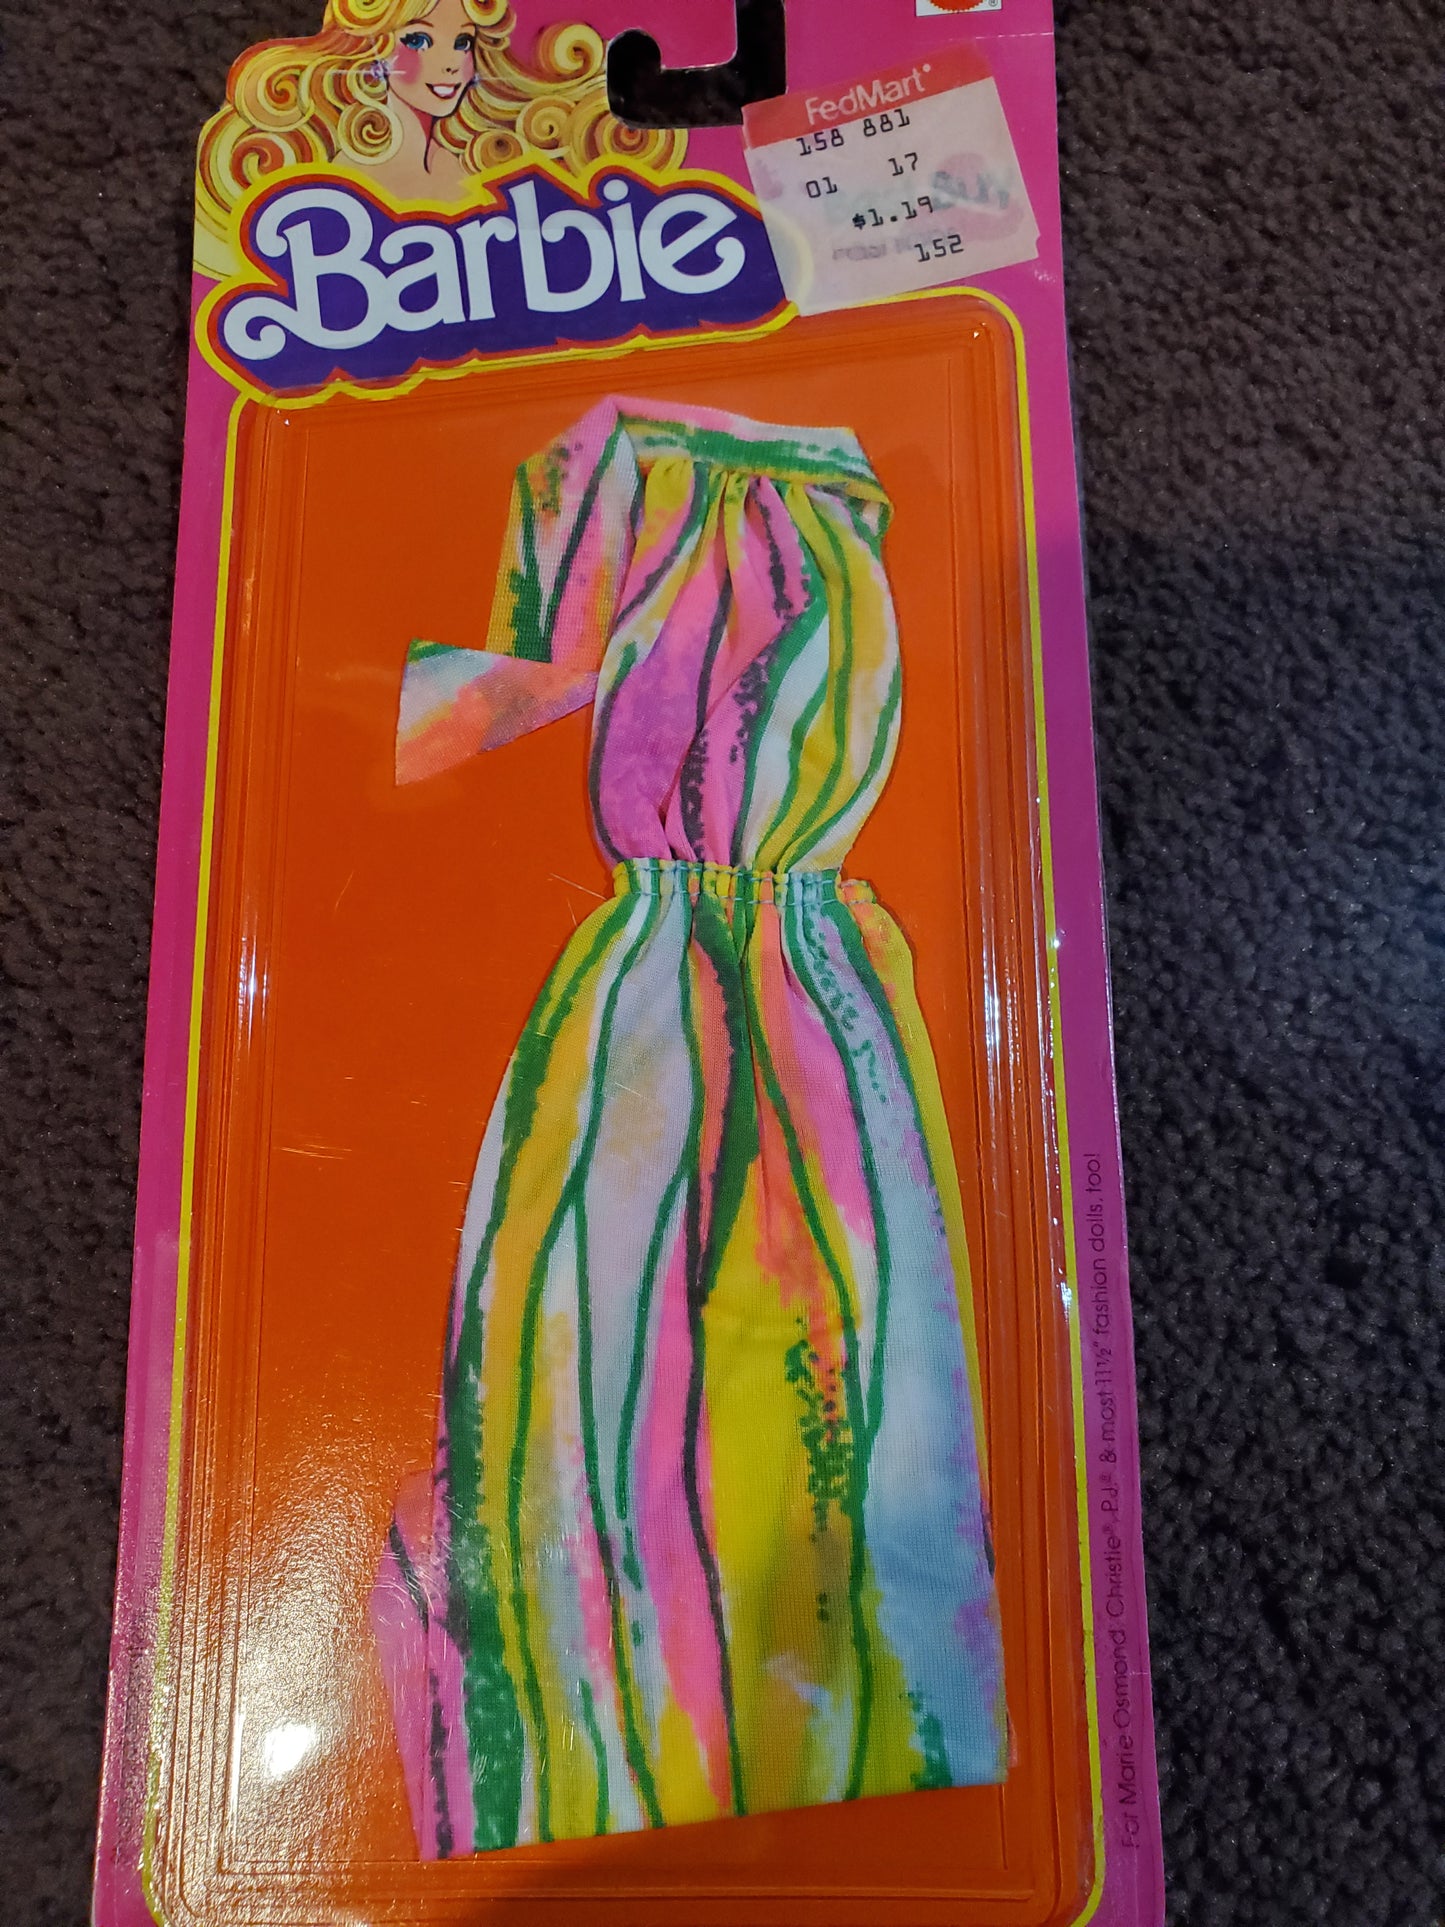 Barbie
FedMart
158 881
01 17
$1.19
152
For Marie Osmond, Christie®, P.J.® & most 11½" fashion dolls, too!